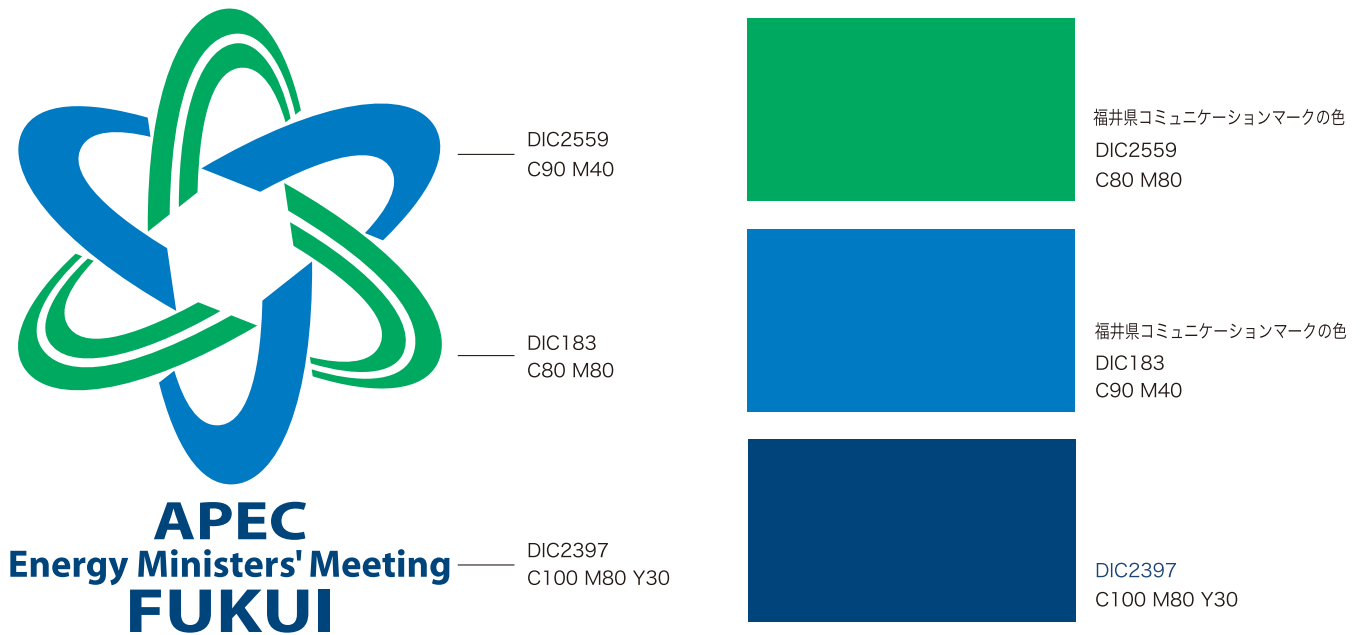 DIC2559
C90 M40
DIC183
C80 M80
APEC
Energy Ministers' Meeting
FUKUI
DIC2397
C100 M80 Y30
福井県コミュニケーションマークの色
DIC2559
C80 M80
福井県コミュニケーションマークの色
DIC183
C90 M40
DIC2397
C100 M80 Y30